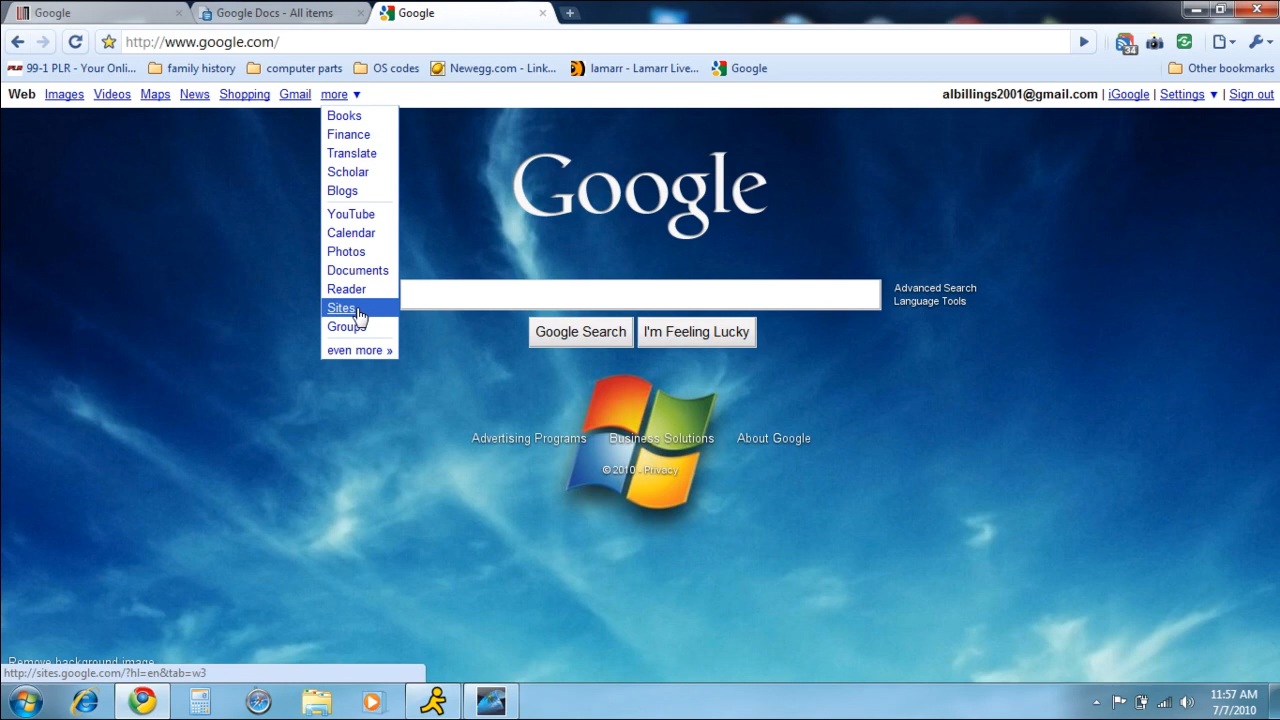 Google
Google Docs - All items
Google
http://www.google.com/
34
PLR 99-1 PLR - Your Onli...
family history
computer parts
OS codes
Newegg.com - Link...
lamarr - Lamarr Live...
Google
Other bookmarks
Web Images Videos Maps News Shopping Gmail more ▼
albillings2001@gmail.com | iGoogle | Settings ▼ | Sign out
Books
Finance
Translate
Scholar
Blogs
YouTube
Calendar
Photos
Documents
Reader
Sites
Groups
even more »
Google
Advanced Search
Language Tools
Google Search
I'm Feeling Lucky
Advertising Programs Business Solutions About Google
© 2010 - Privacy
Remove background image
http://sites.google.com/?hl=en&tab=w3
11:57 AM
7/7/2010